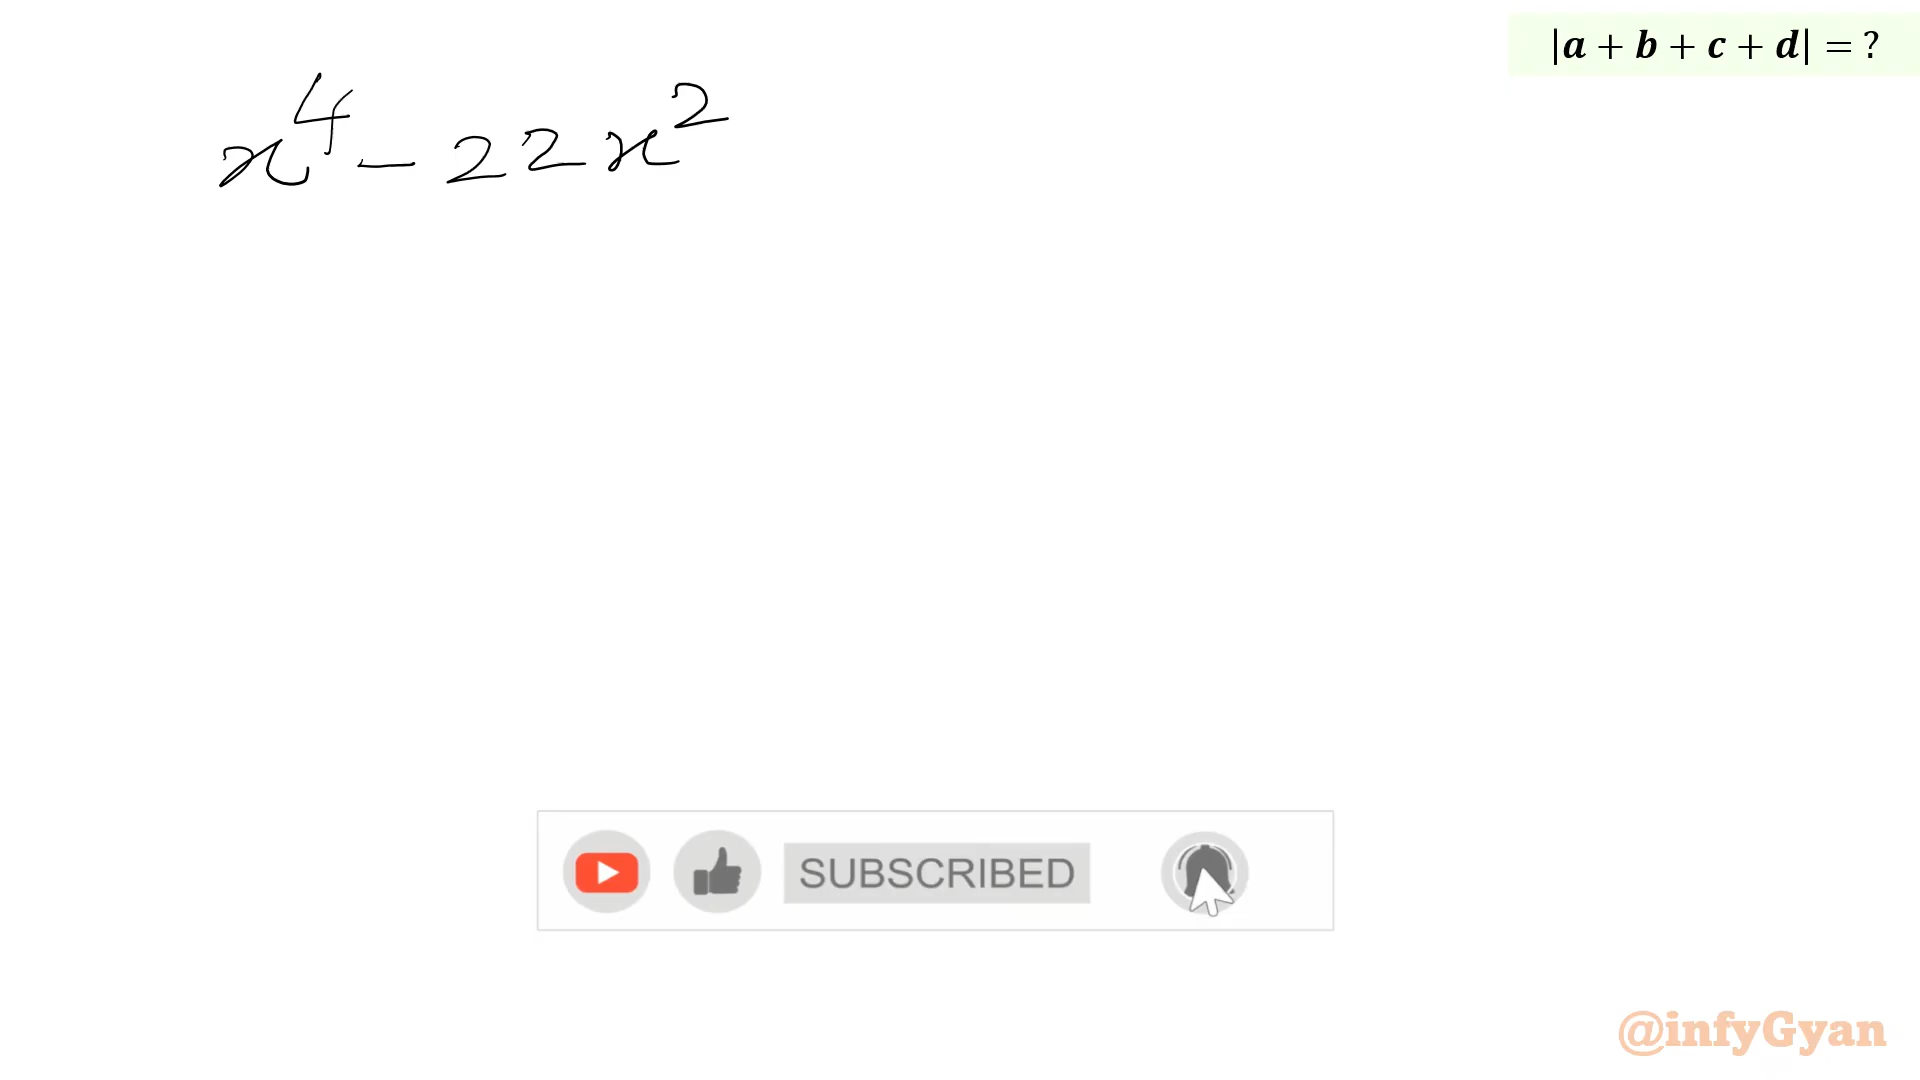 |a + b + c + d| = ?
x⁴ - 22x²
SUBSCRIBED
@infyGyan